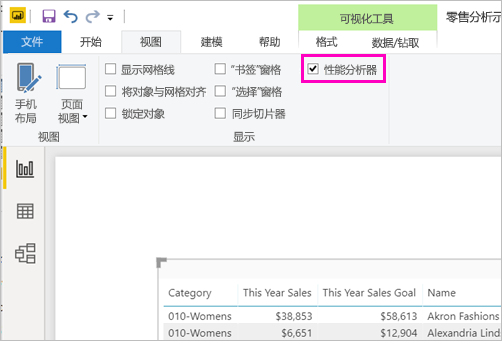 可视化工具 零售分析示
文件 开始 视图 建模 帮助 格式 数据/钻取
显示网格线 “书签”窗格 性能分析器
将对象与网格对齐 “选择”窗格
锁定对象 同步切片器
手机布局 页面视图
视图 显示
Category This Year Sales This Year Sales Goal Name
010-Womens $38,853 $58,613 Akron Fashions
010-Womens $6,651 $12,904 Alexandria Lind